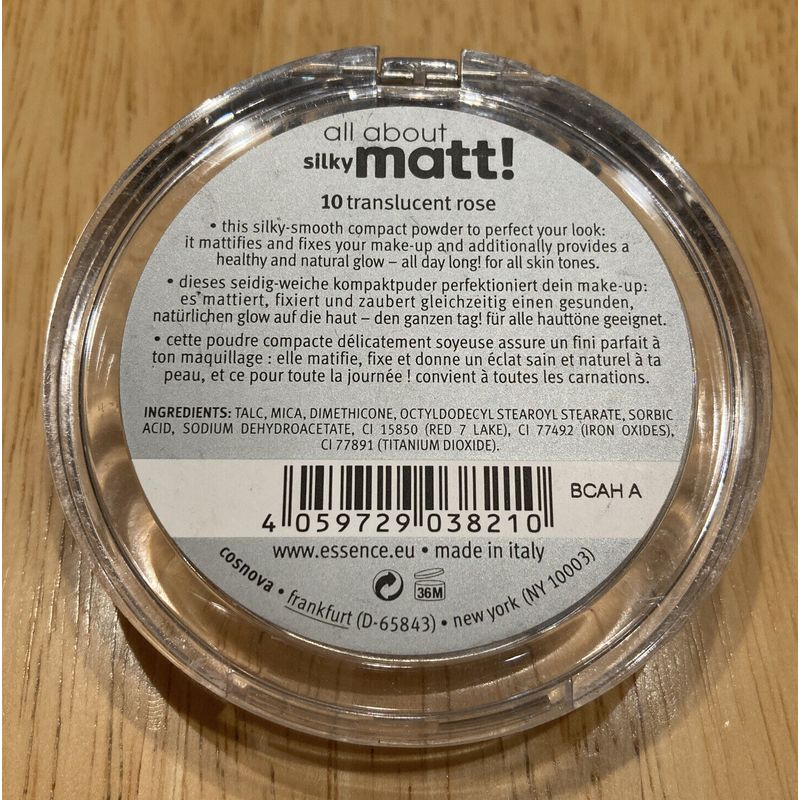 all about
silky matt!
10 translucent rose
• this silky-smooth compact powder to perfect your look:
it mattifies and fixes your make-up and additionally provides a
healthy and natural glow – all day long! for all skin tones.
• dieses seidig-weiche kompaktpuder perfektioniert dein make-up:
es mattiert, fixiert und zaubert gleichzeitig einen gesunden,
natürlichen glow auf die haut – den ganzen tag! für alle hauttöne geeignet.
• cette poudre compacte délicatement soyeuse assure un fini parfait à
ton maquillage : elle matifie, fixe et donne un éclat sain et naturel à ta
peau, et ce pour toute la journée ! convient à toutes les carnations.
INGREDIENTS: TALC, MICA, DIMETHICONE, OCTYLDODECYL STEAROYL STEARATE, SORBIC
ACID, SODIUM DEHYDROACETATE, CI 15850 (RED 7 LAKE), CI 77492 (IRON OXIDES),
CI 77891 (TITANIUM DIOXIDE).
BCAH A
4 059729 038210
www.essence.eu • made in italy
36M
cosnova • frankfurt (D-65843) • new york (NY 10003)